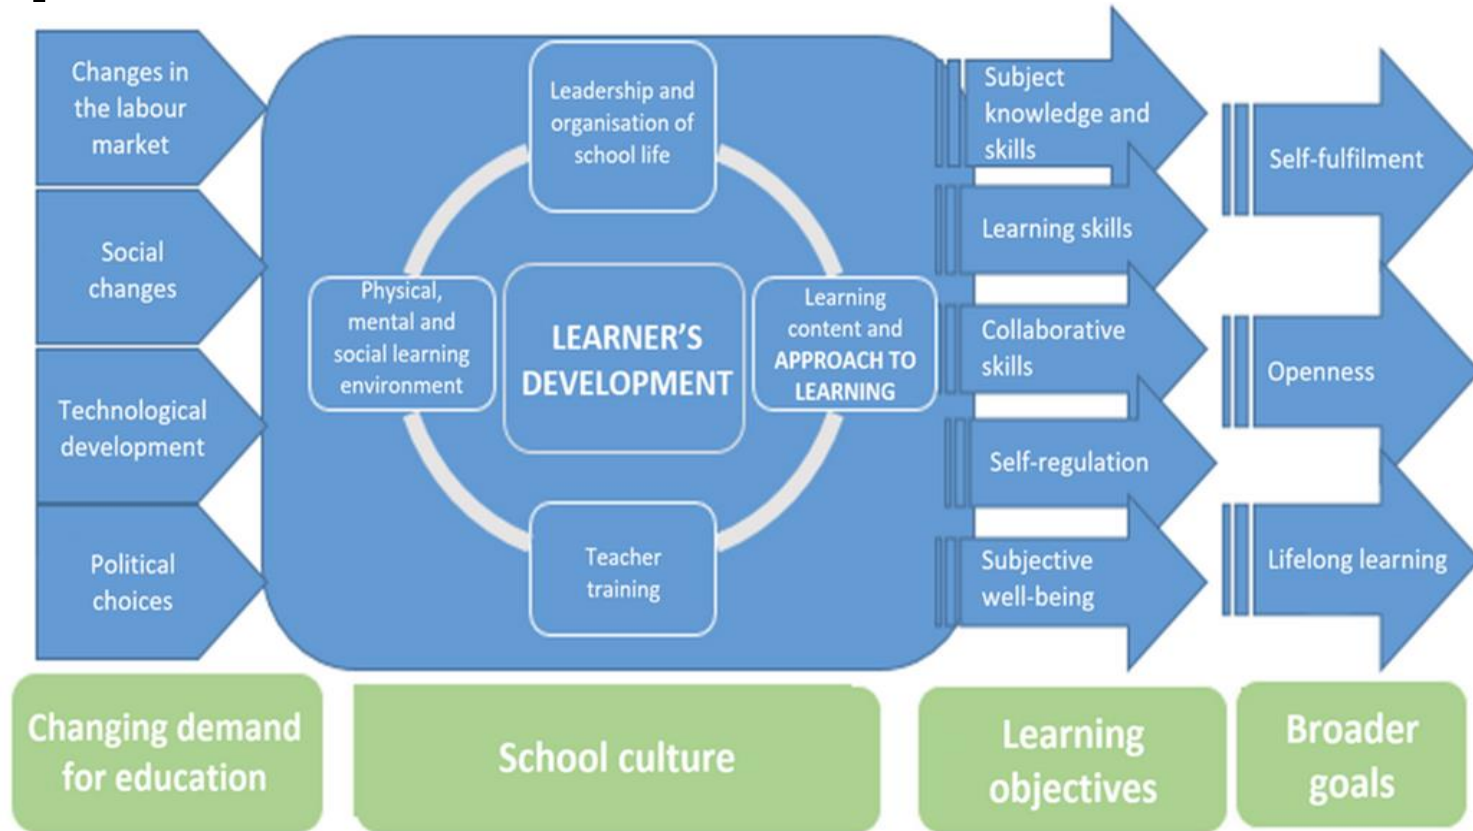 Changes in
the labour
market
Social
changes
Technological
development
Political
choices
Leadership and
organisation of
school life
Physical,
mental and
social learning
environment
LEARNER'S
DEVELOPMENT
Learning
content and
APPROACH TO
LEARNING
Teacher
training
Subject
knowledge and
skills
Learning skills
Collaborative
skills
Self-regulation
Subjective
well-being
Self-fulfilment
Openness
Lifelong learning
Changing demand
for education
School culture
Learning
objectives
Broader
goals